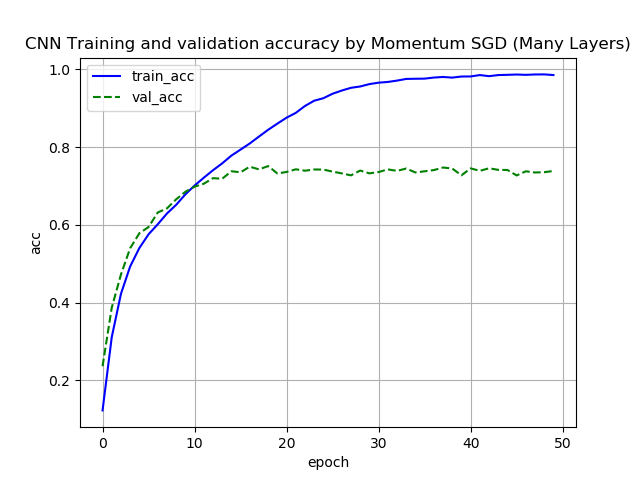 CNN Training and validation accuracy by Momentum SGD (Many Layers)
train_acc
val_acc
1.0
0.8
0.6
0.4
0.2
acc
0 10 20 30 40 50
epoch